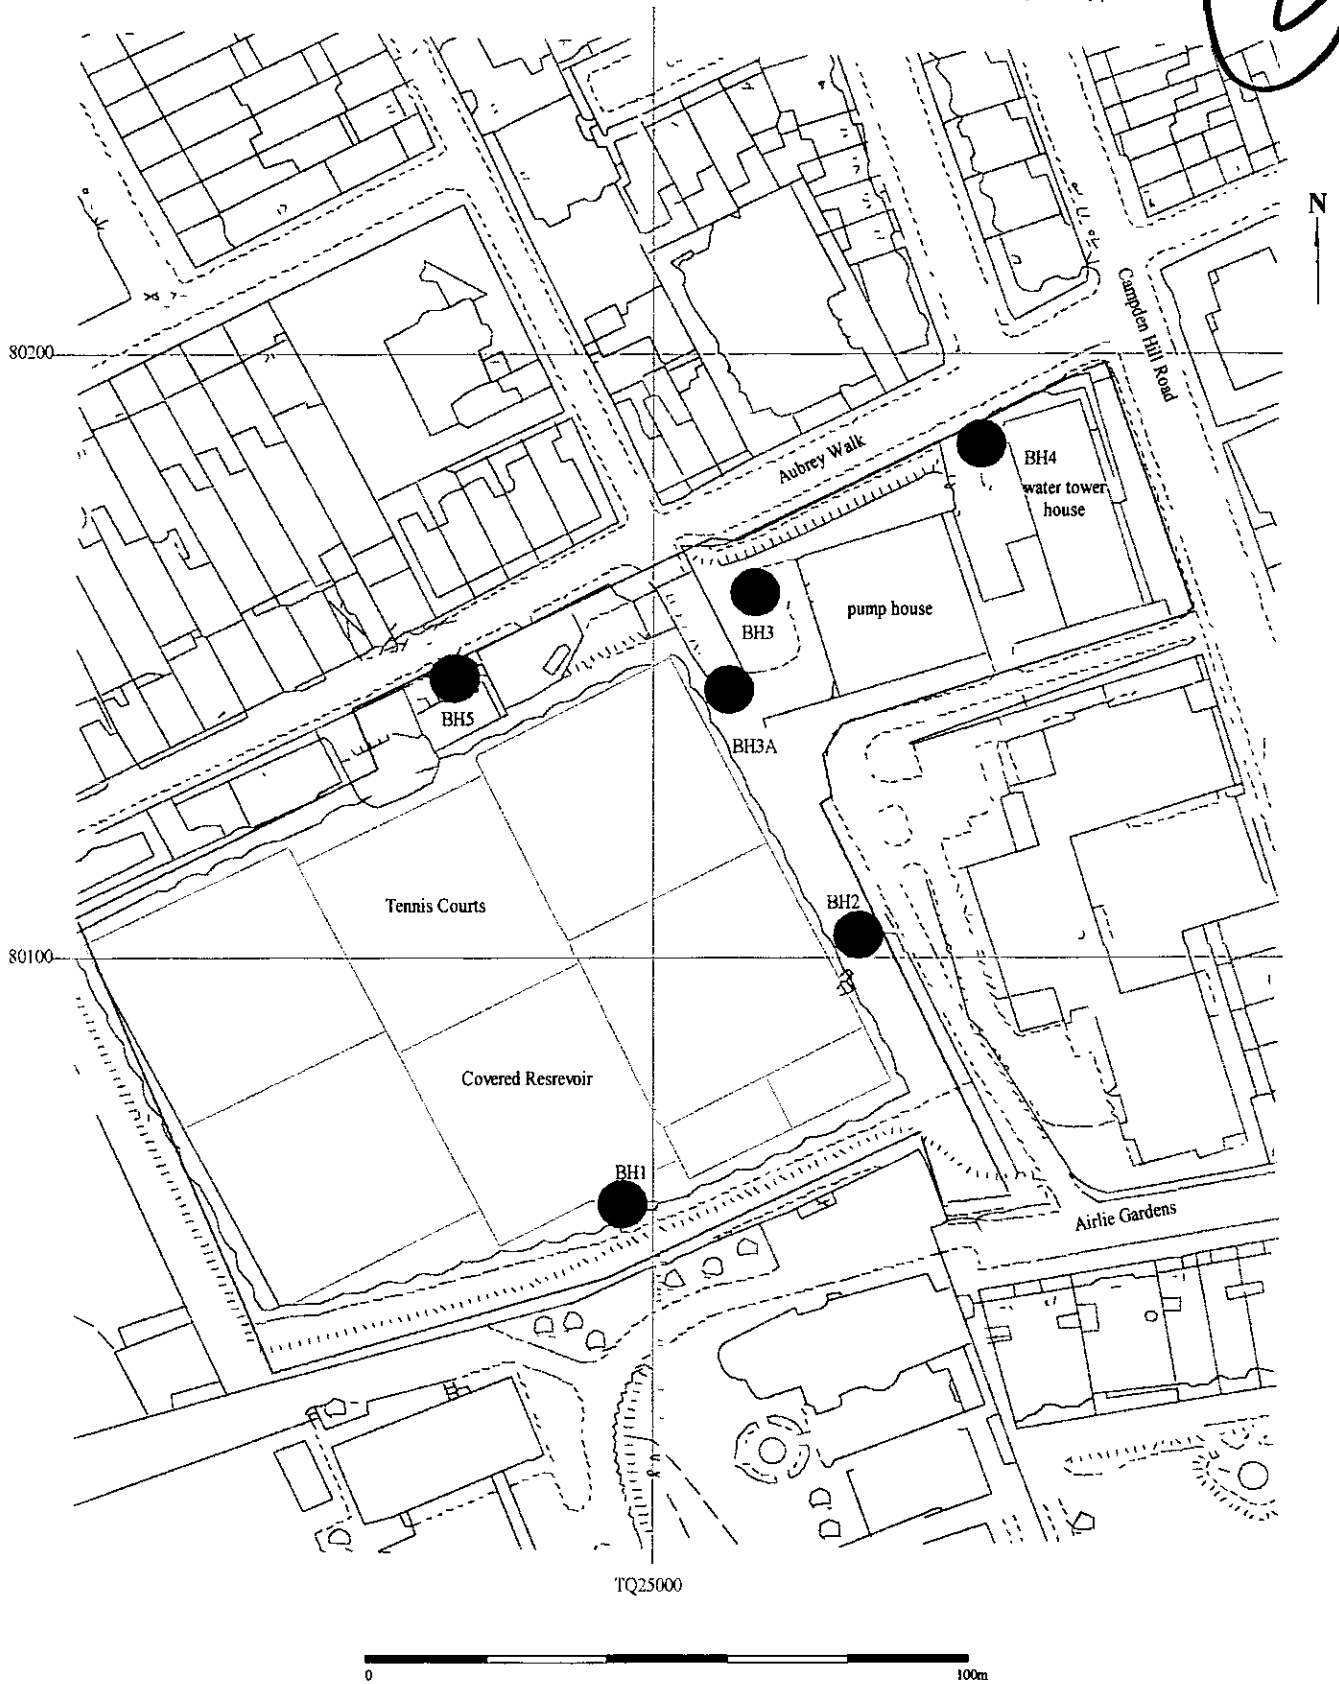 N
Campden Hill Road
80200
Aubrey Walk
BH4
water tower
house
pump house
BH3
BH5
BH3A
BH2
Tennis Courts
80100
Covered Resrevoir
BH1
Airlie Gardens
TQ25000
0
100m